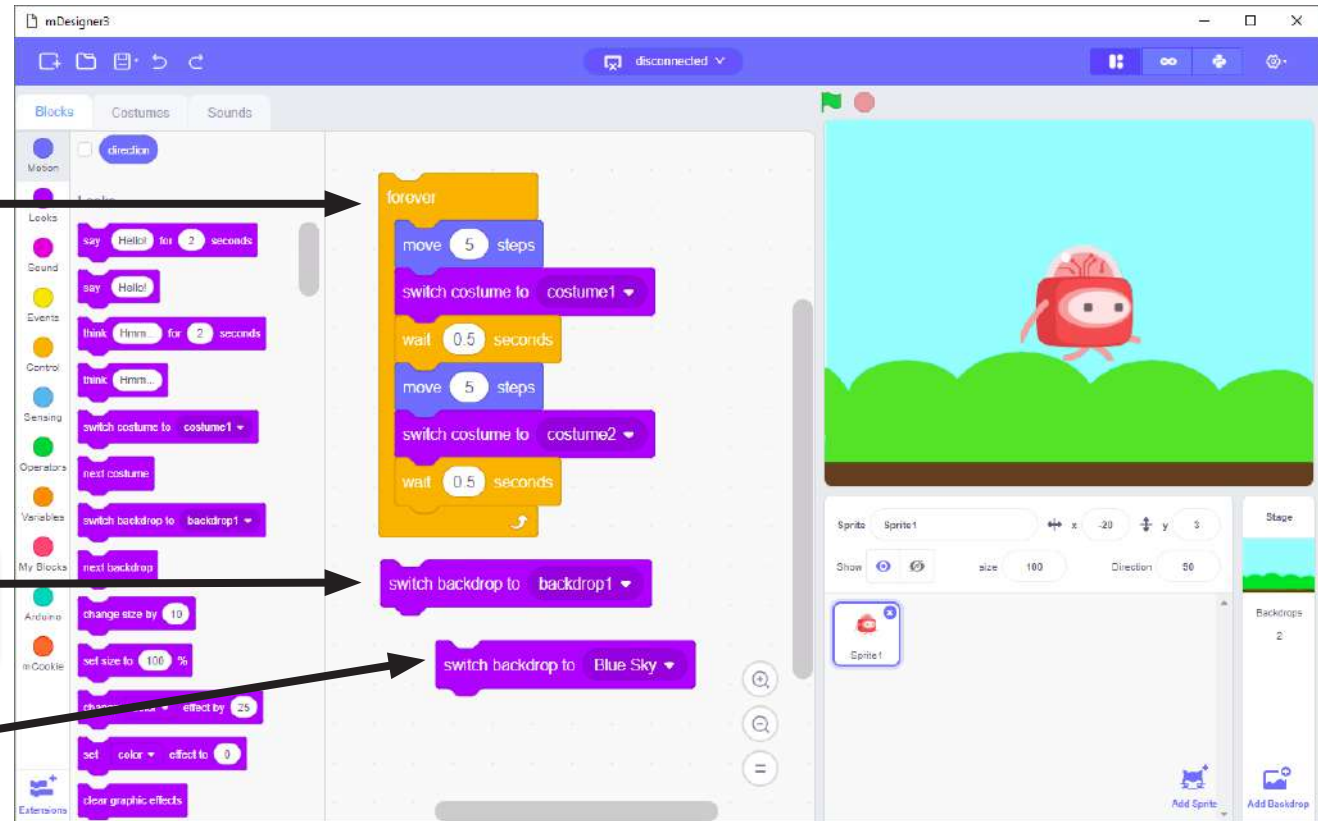 mDesigner3
disconnected
Blocks Costumes Sounds
Motion
Looks
Sound
Events
Control
Sensing
Operators
Variables
My Blocks
Arduino
mCookie
Extensions
direction
Looks
say Hello! for 2 seconds
say Hello!
think Hmm... for 2 seconds
think Hmm...
switch costume to costume1
next costume
switch backdrop to backdrop1
next backdrop
change size by 10
set size to 100 %
effect by 25
set color effect to 0
clear graphic effects
forever
move 5 steps
switch costume to costume1
wait 0.5 seconds
move 5 steps
switch costume to costume2
wait 0.5 seconds
switch backdrop to backdrop1
switch backdrop to Blue Sky
=
Sprite Sprite1 x -20 y 3
Show size 100 Direction 90
Sprite1
Add Sprite
Stage
Backdrops
2
Add Backdrop